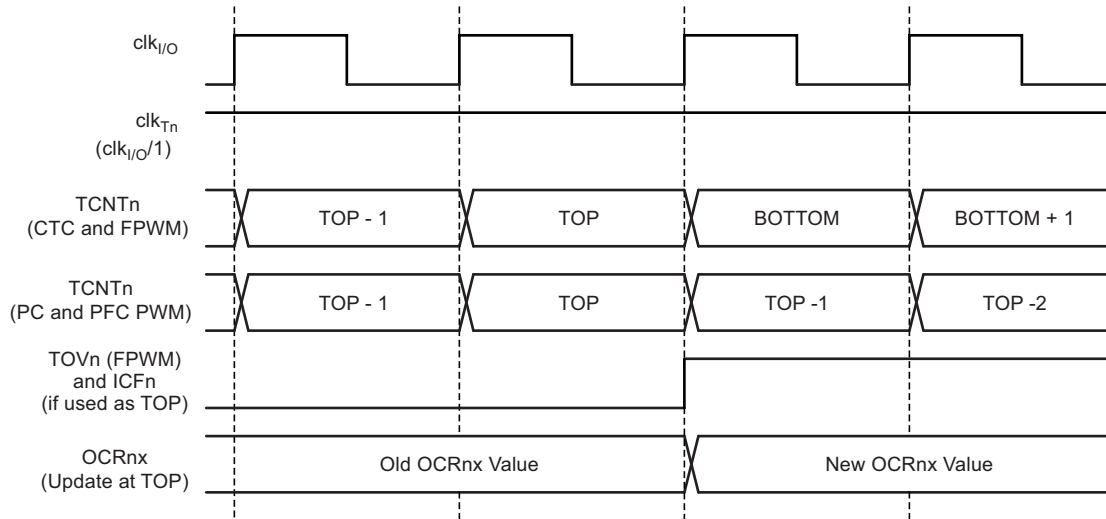 clkI/O
clkTn
(clkI/O/1)
TCNTn
(CTC and FPWM)
TOP - 1
TOP
BOTTOM
BOTTOM + 1
TCNTn
(PC and PFC PWM)
TOP - 1
TOP
TOP -1
TOP -2
TOVn (FPWM)
and ICFn
(if used as TOP)
OCRnx
(Update at TOP)
Old OCRnx Value
New OCRnx Value